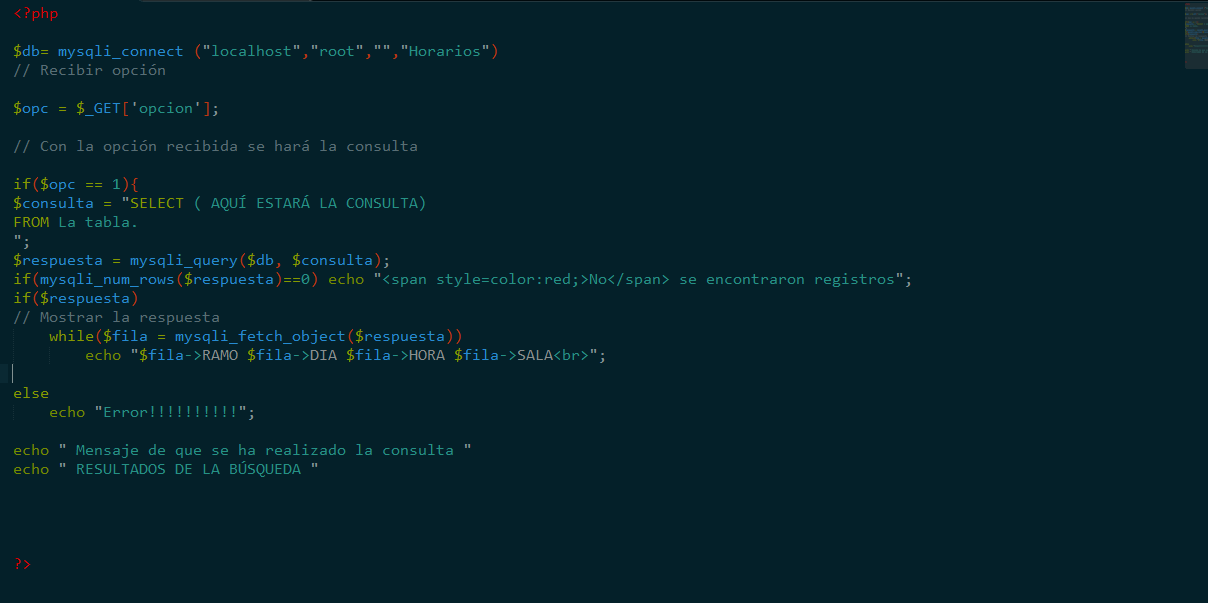 <?php
$db= mysqli_connect ("localhost","root","","Horarios")
// Recibir opción
$opc = $_GET['opcion'];
// Con la opción recibida se hará la consulta
if($opc == 1){
$consulta = "SELECT ( AQUÍ ESTARÁ LA CONSULTA)
FROM La tabla.
";
$respuesta = mysqli_query($db, $consulta);
if(mysqli_num_rows($respuesta)==0) echo "<span style=color:red;>No</span> se encontraron registros";
if($respuesta)
// Mostrar la respuesta
    while($fila = mysqli_fetch_object($respuesta))
        echo "$fila->RAMO $fila->DIA $fila->HORA $fila->SALA<br>";
else
    echo "Error!!!!!!!!!!";
echo " Mensaje de que se ha realizado la consulta "
echo " RESULTADOS DE LA BÚSQUEDA "
?>